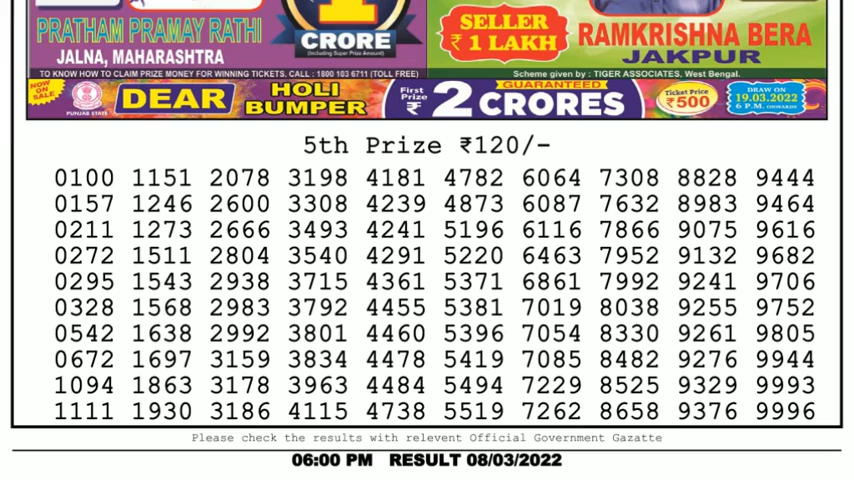 1
CRORE
(Including Super Prize Amount)
PRATHAM PRAMAY RATHI
JALNA, MAHARASHTRA
SELLER
₹ 1 LAKH
RAMKRISHNA BERA
JAKPUR
TO KNOW HOW TO CLAIM PRIZE MONEY FOR WINNING TICKETS. CALL : 1800 103 6711 (TOLL FREE)
Scheme given by : TIGER ASSOCIATES, West Bengal.
NOW ON SALE
PUNJAB STATE
DEAR
HOLI
BUMPER
First
Prize
₹
2 CRORES
GUARANTEED
Ticket Price
₹500
DRAW ON
19.03.2022
6 P.M. ONWARDS
5th Prize ₹120/-
0100 1151 2078 3198 4181 4782 6064 7308 8828 9444
0157 1246 2600 3308 4239 4873 6087 7632 8983 9464
0211 1273 2666 3493 4241 5196 6116 7866 9075 9616
0272 1511 2804 3540 4291 5220 6463 7952 9132 9682
0295 1543 2938 3715 4361 5371 6861 7992 9241 9706
0328 1568 2983 3792 4455 5381 7019 8038 9255 9752
0542 1638 2992 3801 4460 5396 7054 8330 9261 9805
0672 1697 3159 3834 4478 5419 7085 8482 9276 9944
1094 1863 3178 3963 4484 5494 7229 8525 9329 9993
1111 1930 3186 4115 4738 5519 7262 8658 9376 9996
Please check the results with relevent Official Government Gazatte
06:00 PM RESULT 08/03/2022